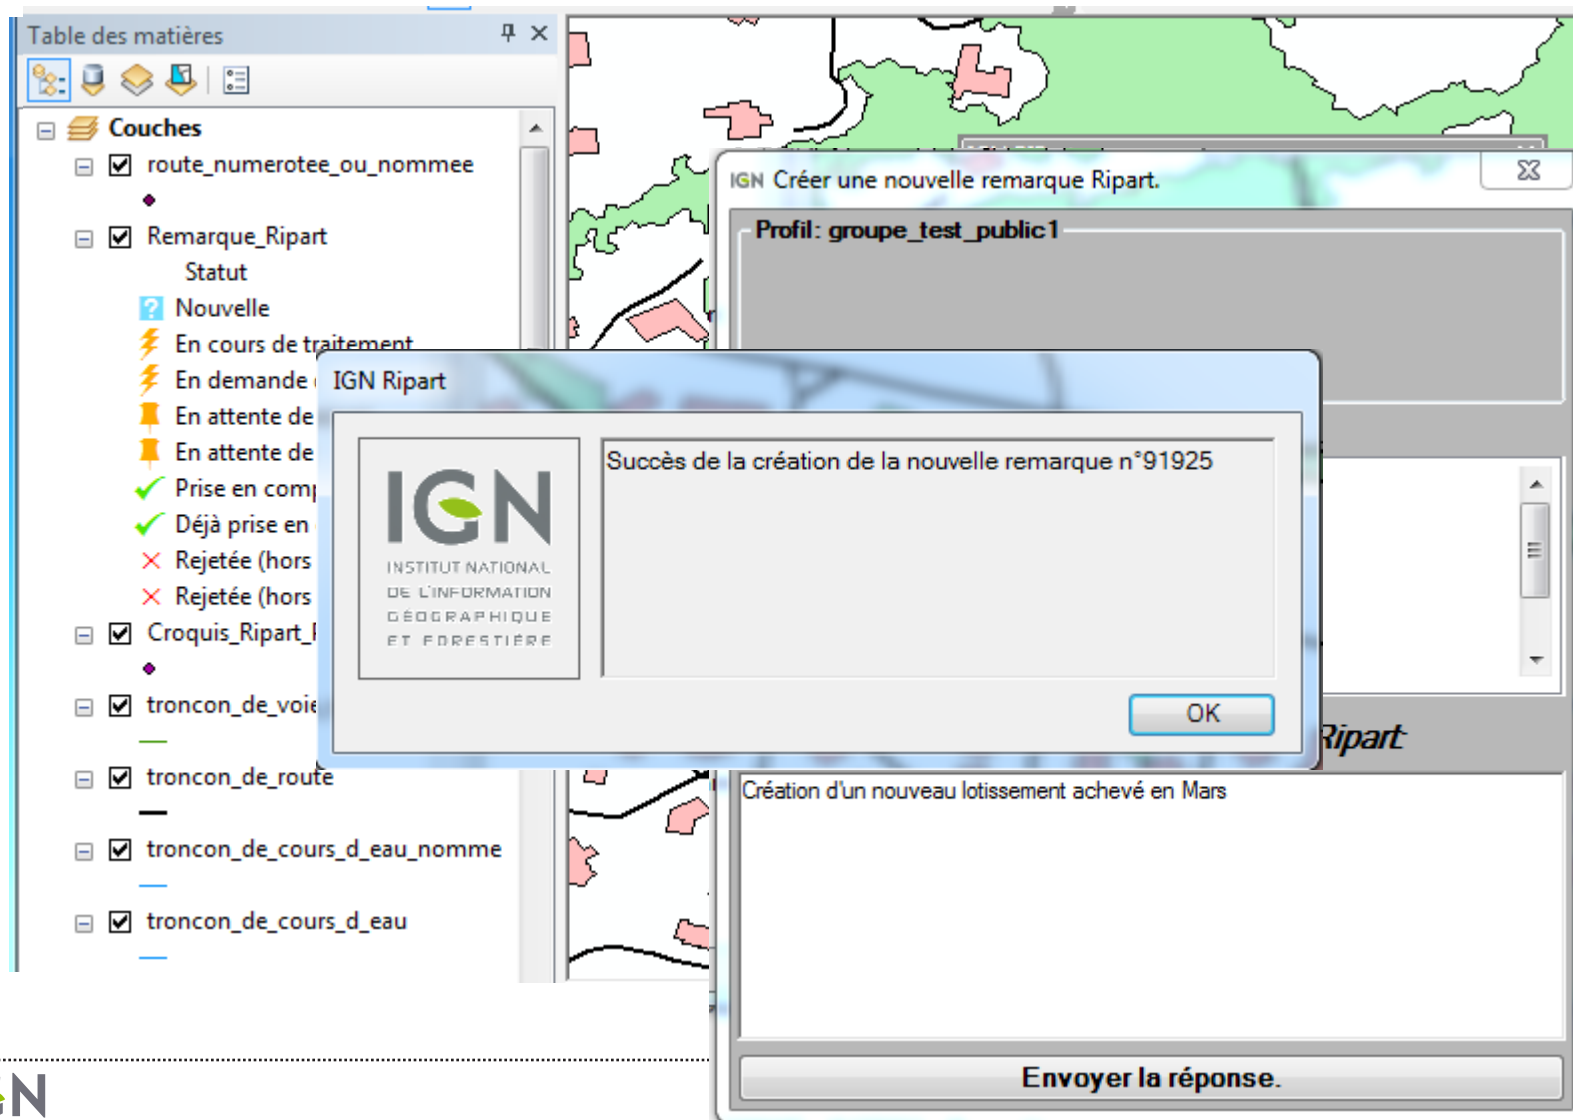 Table des matières
Couches
route_numerotee_ou_nommee
Remarque_Ripart
Statut
Nouvelle
En cours de traitement
En demande
En attente de
En attente de
Prise en comp
Déjà prise en
Rejetée (hors
Rejetée (hors
Croquis_Ripart_
troncon_de_voie
troncon_de_route
troncon_de_cours_d_eau_nomme
troncon_de_cours_d_eau
IGN Créer une nouvelle remarque Ripart.
Profil: groupe_test_public1
IGN Ripart
IGN
INSTITUT NATIONAL
DE L'INFORMATION
GÉOGRAPHIQUE
ET FORESTIÈRE
Succès de la création de la nouvelle remarque n°91925
OK
Ripart:
Création d'un nouveau lotissement achevé en Mars
Envoyer la réponse.
GN